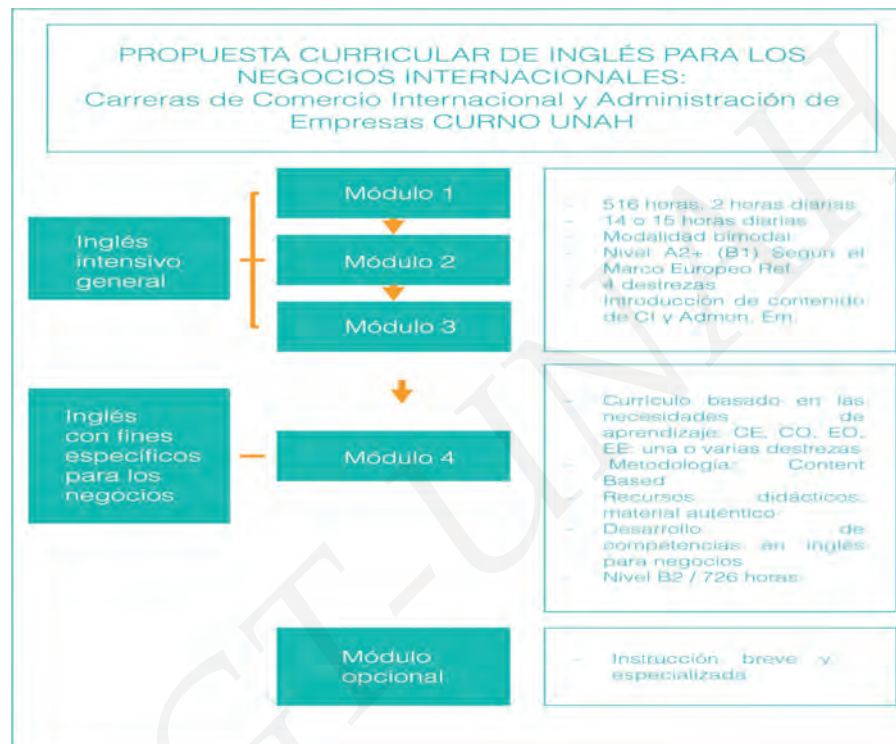 PROPUESTA CURRICULAR DE INGLÉS PARA LOS
NEGOCIOS INTERNACIONALES:
Carreras de Comercio Internacional y Administración de
Empresas CURNO UNAH
Inglés
intensivo
general
Módulo 1
Módulo 2
Módulo 3
- 516 horas, 2 horas diarias
- 14 o 15 horas diarias
- Modalidad bimodal
- Nivel A2+ (B1) Según el
Marco Europeo Ref.
- 4 destrezas
- Introducción de contenido
de CI y Admon. Em.
Inglés
con fines
específicos
para los
negocios
Módulo 4
- Currículo basado en las
necesidades de
aprendizaje: CE, CO, EO,
EE: una o varias destrezas
- Metodología: Content
Based
- Recursos didácticos:
material auténtico
- Desarrollo de
competencias en inglés
para negocios
- Nivel B2 / 726 horas
Módulo
opcional
- Instrucción breve y
especializada
GT-UNAH